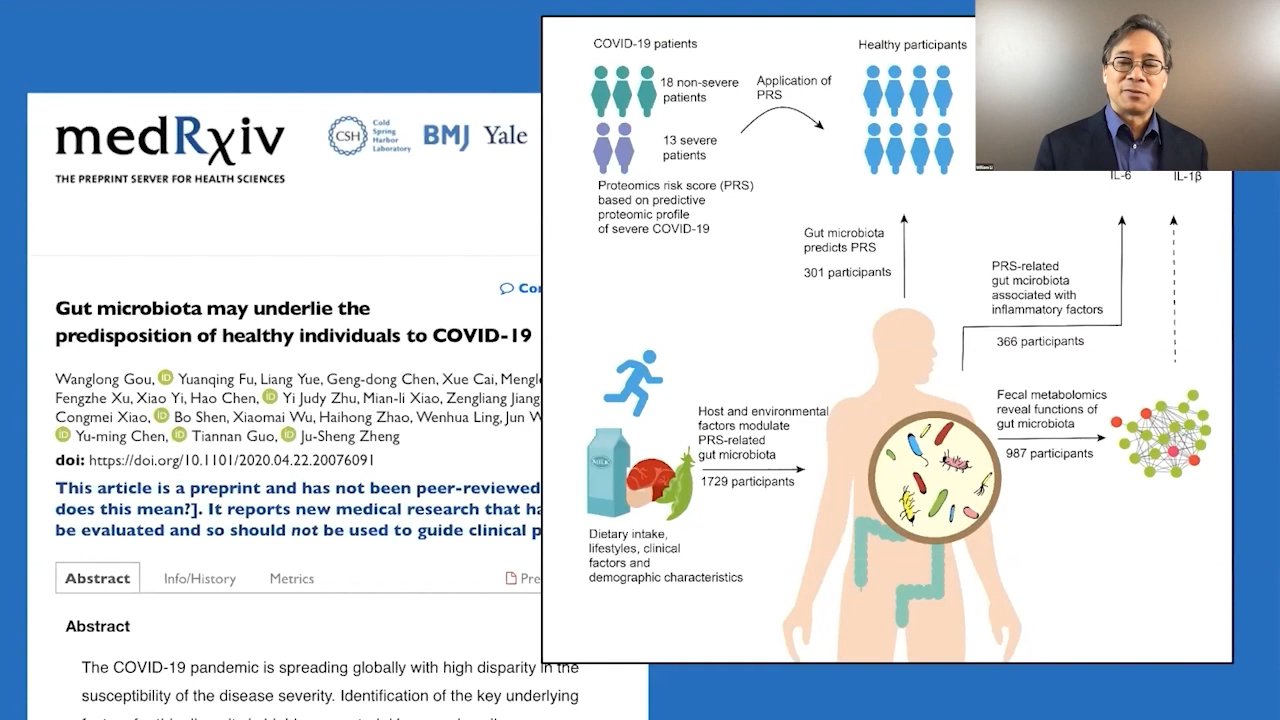 medRxiv
THE PREPRINT SERVER FOR HEALTH SCIENCES
CSH
Cold
Spring
Harbor
Laboratory
BMJ Yale
Gut microbiota may underlie the
predisposition of healthy individuals to COVID-19
Wanglong Gou, iD Yuanqing Fu, Liang Yue, Geng-dong Chen, Xue Cai,
Fengzhe Xu, Xiao Yi, Hao Chen, iD Yi Judy Zhu, Mian-li Xiao, Zengliang Jiang
Congmei Xiao, iD Bo Shen, Xiaomai Wu, Haihong Zhao, Wenhua Ling, Jun
iD Yu-ming Chen, iD Tiannan Guo, iD Ju-Sheng Zheng
doi: https://doi.org/10.1101/2020.04.22.2007091
This article is a preprint and has not been peer-reviewed
does this mean?]. It reports new medical research that
be evaluated and so should not be used to guide clinical
Abstract Info/History Metrics
Abstract
The COVID-19 pandemic is spreading globally with high disparity in the
susceptibility of the disease severity. Identification of the key underlying
COVID-19 patients
18 non-severe
patients
13 severe
patients
Proteomics risk score (PRS)
based on predictive
proteomic profile
of severe COVID-19
Application of
PRS
Healthy participants
IL-6 IL-1β
Gut microbiota
predicts PRS
301 participants
PRS-related
gut mcirobiota
associated with
inflammatory factors
366 participants
Host and environmental
factors modulate
PRS-related
gut microbiota
1729 participants
MILK
Dietary intake,
lifestyles, clinical
factors and
demographic characteristics
Fecal metabolomics
reveal functions of
gut microbiota
987 participants